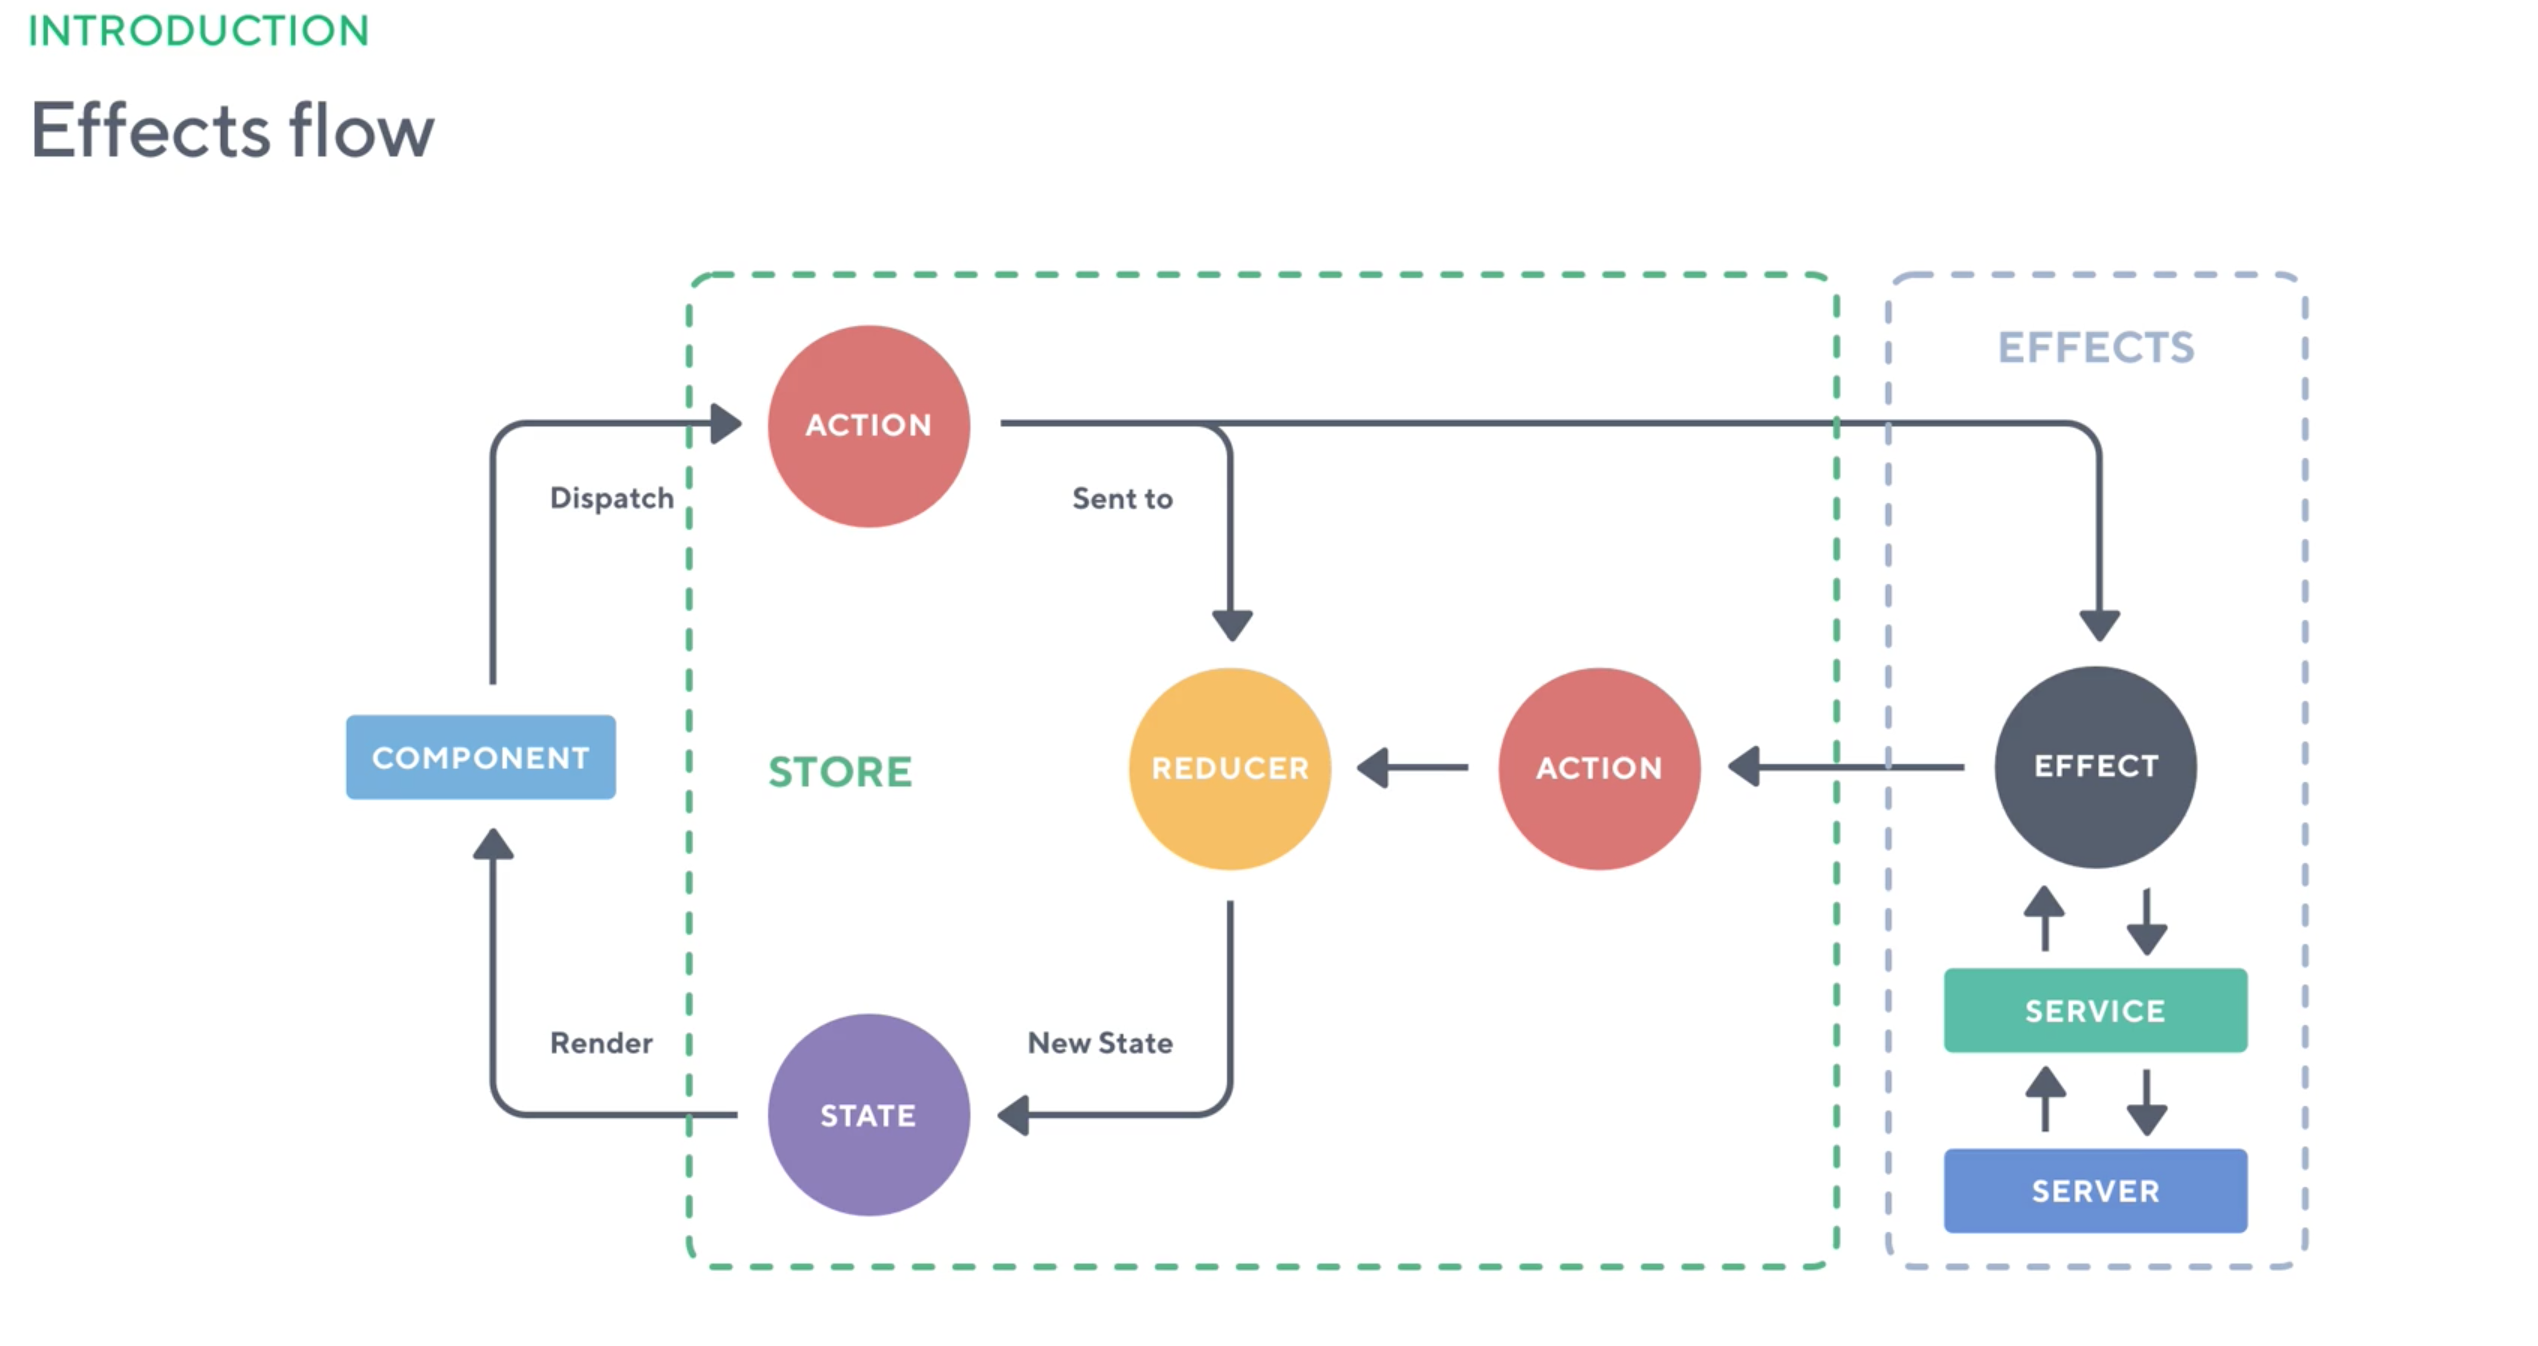 INTRODUCTION
Effects flow
EFFECTS
ACTION
Dispatch
Sent to
COMPONENT
STORE
REDUCER
ACTION
EFFECT
SERVICE
Render
New State
STATE
SERVER